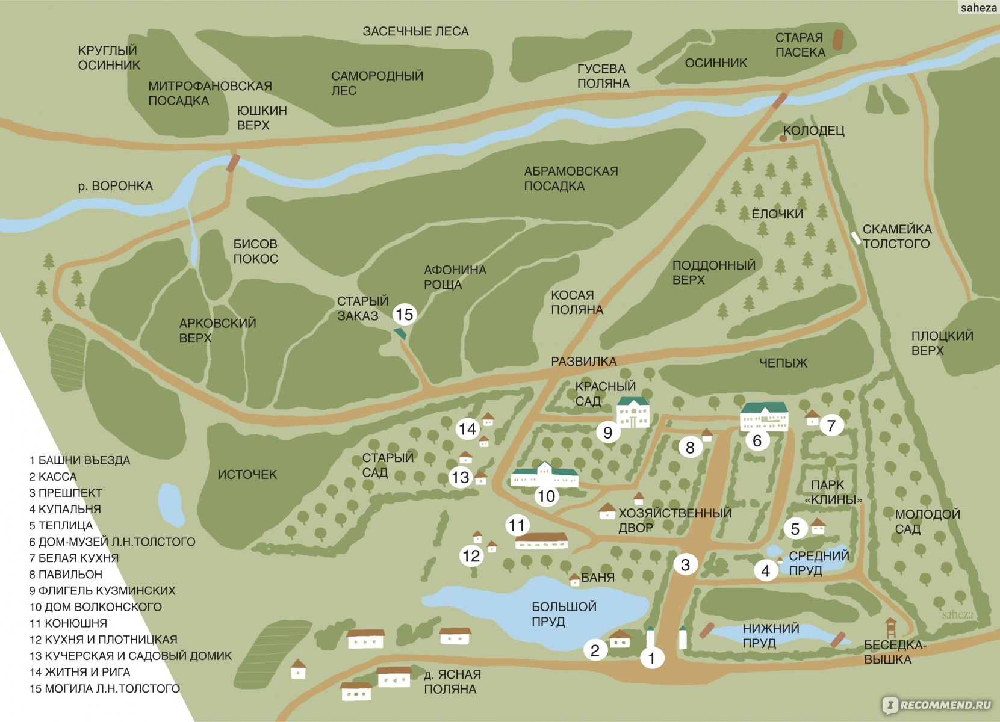 saheza
ЗАСЕЧНЫЕ ЛЕСА
КРУГЛЫЙ
ОСИННИК
МИТРОФАНОВСКАЯ
ПОСАДКА
САМОРОДНЫЙ
ЛЕС
ГУСЕВА
ПОЛЯНА
ОСИННИК
СТАРАЯ
ПАСЕКА
ЮШКИН
ВЕРХ
КОЛОДЕЦ
р. ВОРОНКА
АБРАМОВСКАЯ
ПОСАДКА
ЁЛОЧКИ
СКАМЕЙКА
ТОЛСТОГО
БИСОВ
ПОКОС
АФОНИНА
РОЩА
ПОДДОННЫЙ
ВЕРХ
КОСАЯ
ПОЛЯНА
СТАРЫЙ
ЗАКАЗ
15
АРКОВСКИЙ
ВЕРХ
ПЛОЦКИЙ
ВЕРХ
РАЗВИЛКА
ЧЕПЫЖ
КРАСНЫЙ
САД
14
9
8
6
7
СТАРЫЙ
САД
ИСТОЧЕК
13
10
ПАРК
«КЛИНЫ»
ХОЗЯЙСТВЕННЫЙ
ДВОР
11
5
МОЛОДОЙ
САД
12
3
4
СРЕДНИЙ
ПРУД
БАНЯ
БОЛЬШОЙ
ПРУД
saheza
НИЖНИЙ
ПРУД
2
1
БЕСЕДКА-
ВЫШКА
д. ЯСНАЯ
ПОЛЯНА
1 БАШНИ ВЪЕЗДА
2 КАССА
3 ПРЕШПЕКТ
4 КУПАЛЬНЯ
5 ТЕПЛИЦА
6 ДОМ-МУЗЕЙ Л.Н.ТОЛСТОГО
7 БЕЛАЯ КУХНЯ
8 ПАВИЛЬОН
9 ФЛИГЕЛЬ КУЗМИНСКИХ
10 ДОМ ВОЛКОНСКОГО
11 КОНЮШНЯ
12 КУХНЯ И ПЛОТНИЦКАЯ
13 КУЧЕРСКАЯ И САДОВЫЙ ДОМИК
14 ЖИТНЯ И РИГА
15 МОГИЛА Л.Н.ТОЛСТОГО
I RECOMMEND.RU